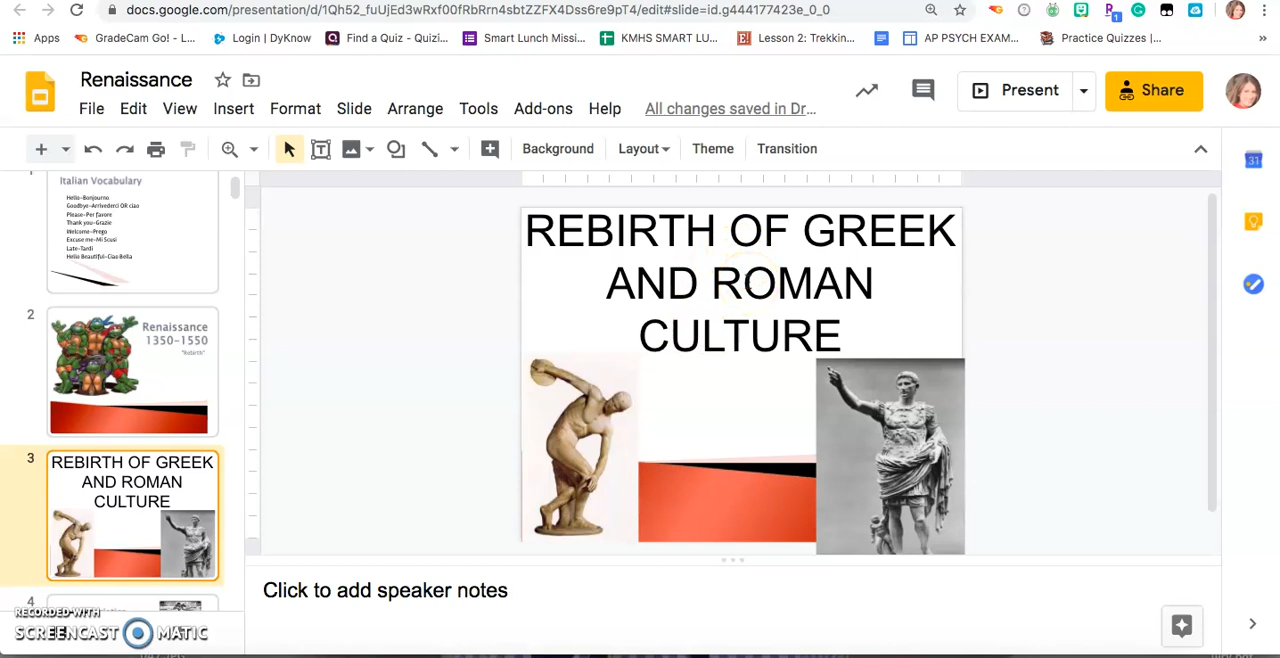 docs.google.com/presentation/d/1Qh52_fuUjEd3wRxf00fRbRrn4sbtZZFX4Dss6re9pT4/edit#slide=id.g444177423e_0_0
Apps GradeCam Go! - L... Login | DyKnow Find a Quiz - Quizi... Smart Lunch Missi... KMHS SMART LU... Lesson 2: Trekkin... AP PSYCH EXAM... Practice Quizzes |... »
Renaissance
File Edit View Insert Format Slide Arrange Tools Add-ons Help All changes saved in Dr...
Present Share
Background Layout Theme Transition
31
1
Italian Vocabulary
Hello-Bonjourno
Goodbye-Arrivederci OR ciao
Please-Per favore
Thank you-Grazie
Welcome-Prego
Excuse me-Mi Scusi
Late-Tardi
Hello Beautiful-Ciao Bella
2
Renaissance
1350-1550
"Rebirth"
3
REBIRTH OF GREEK
AND ROMAN
CULTURE
4
REBIRTH OF GREEK
AND ROMAN
CULTURE
Click to add speaker notes
RECORDED WITH
SCREENCAST MATIC